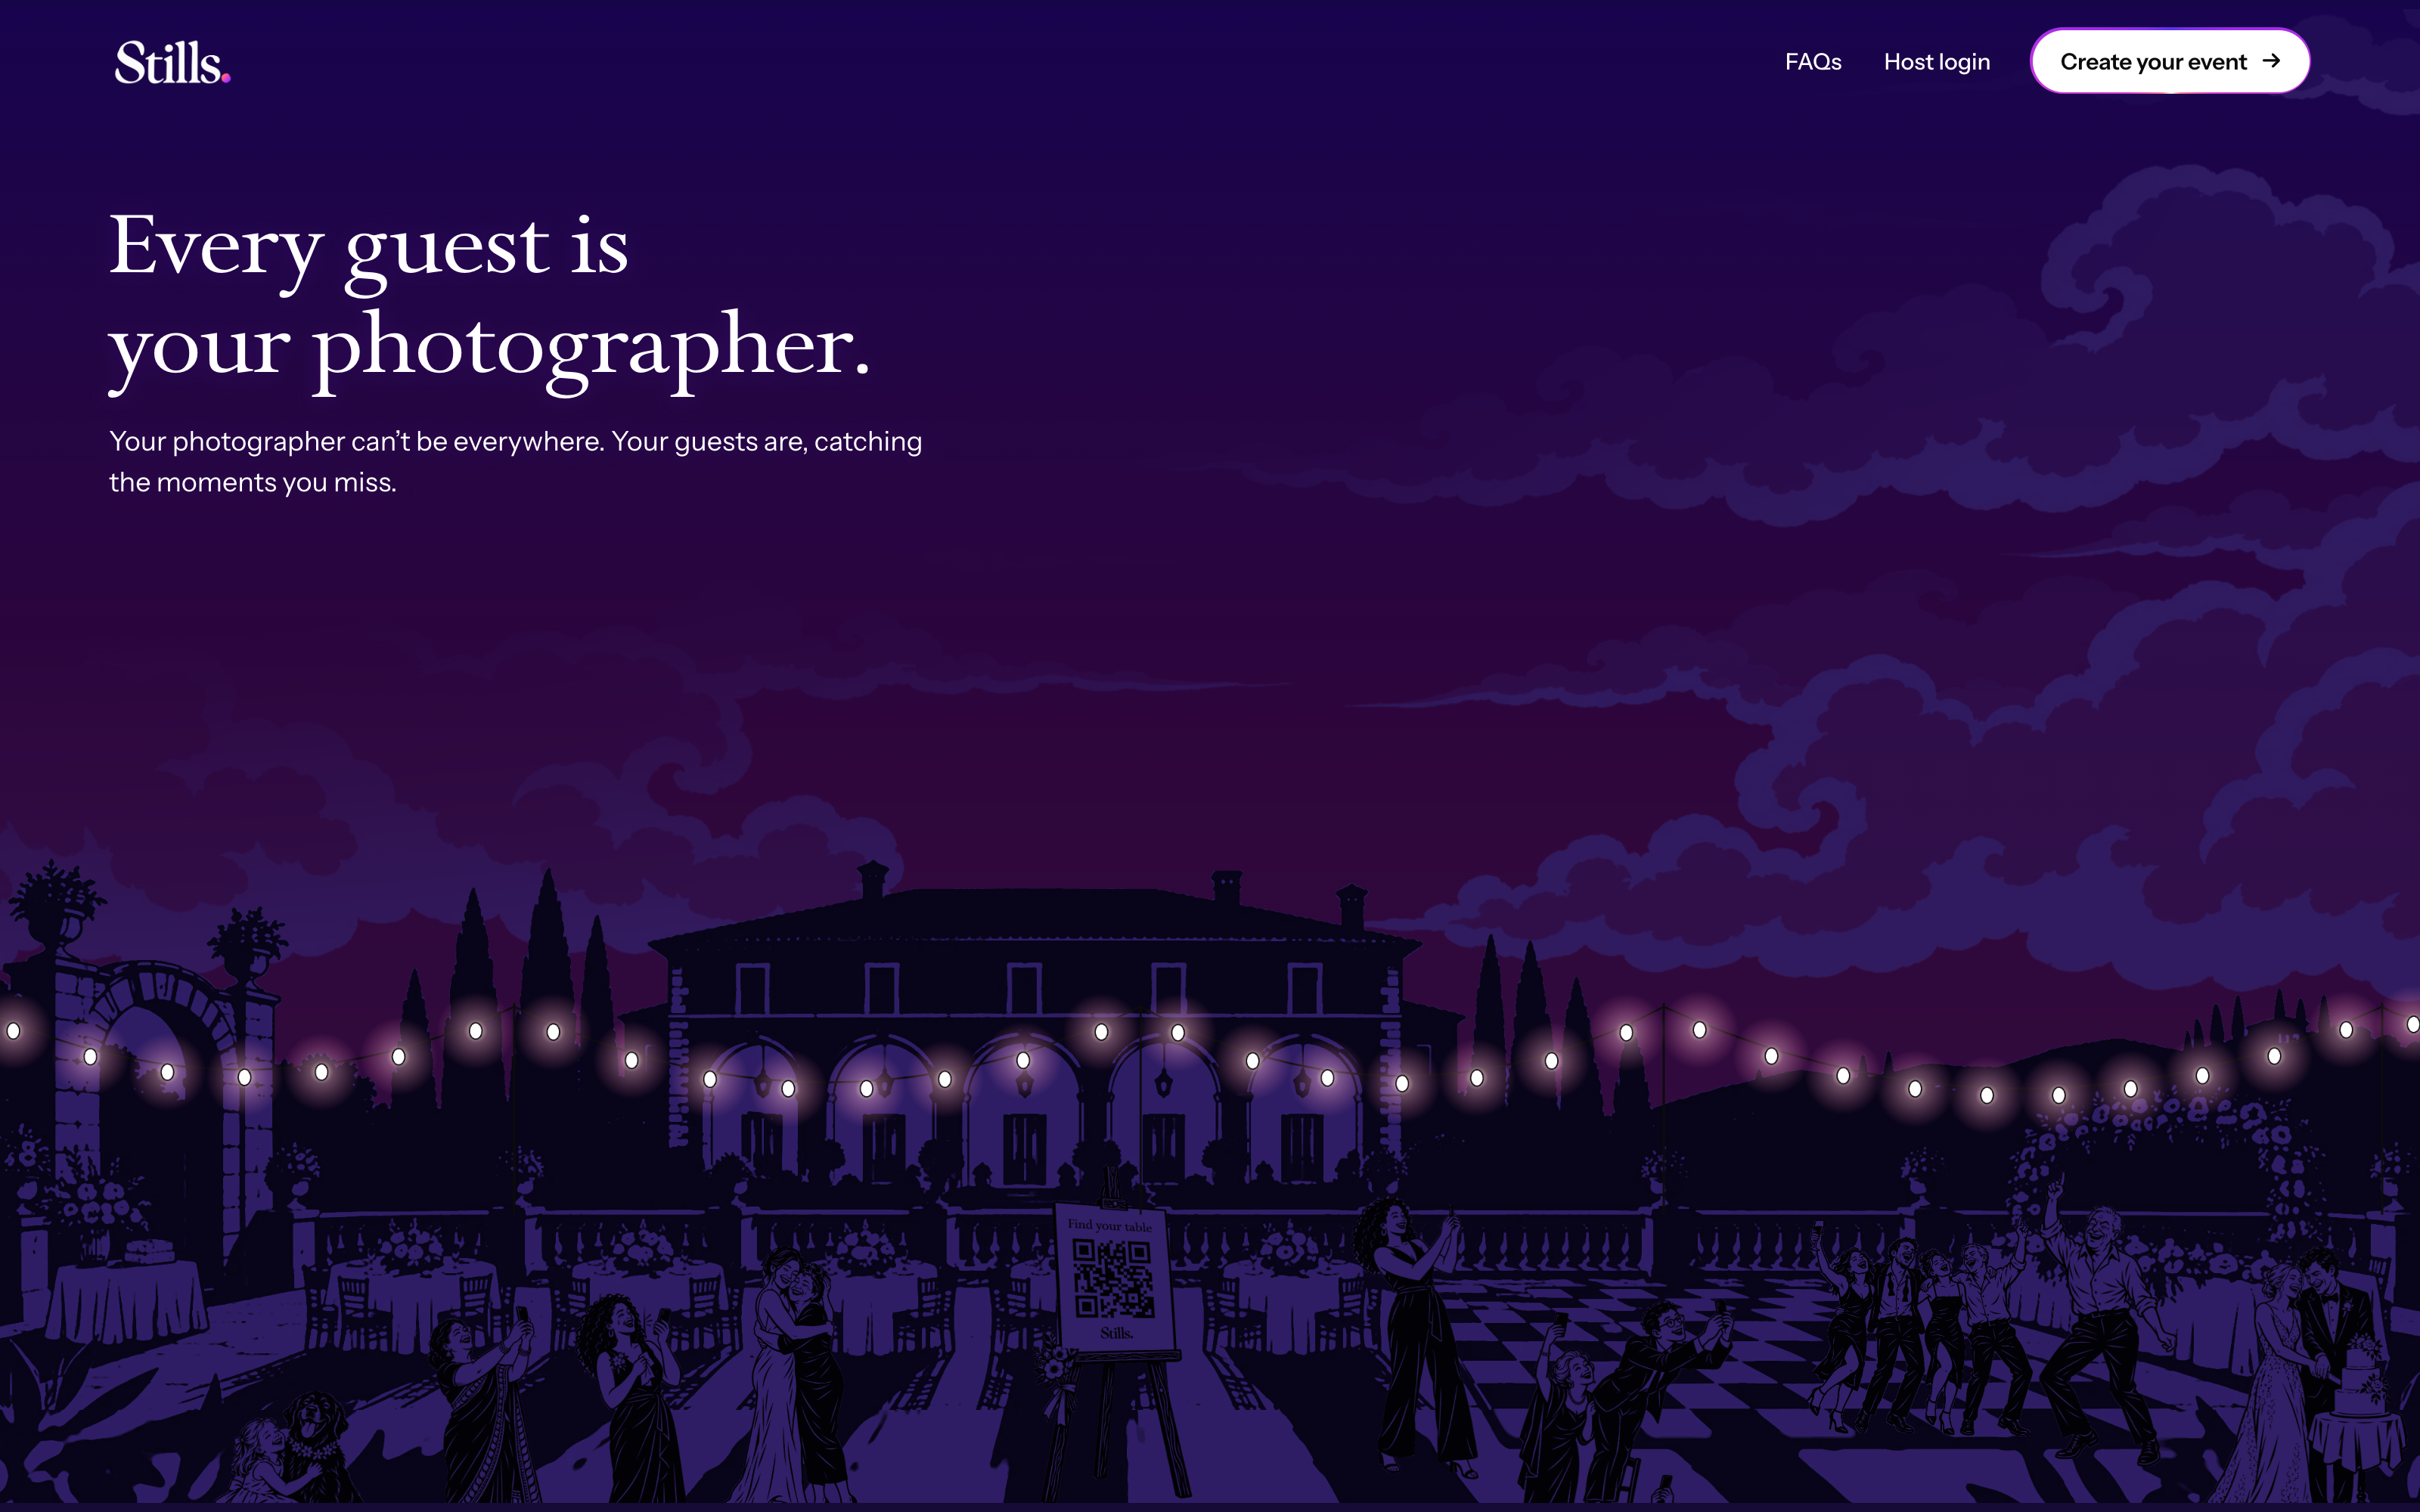 Stills.
FAQs
Host login
Create your event →
Every guest is
your photographer.
Your photographer can’t be everywhere. Your guests are, catching
the moments you miss.
Find your table
Stills.